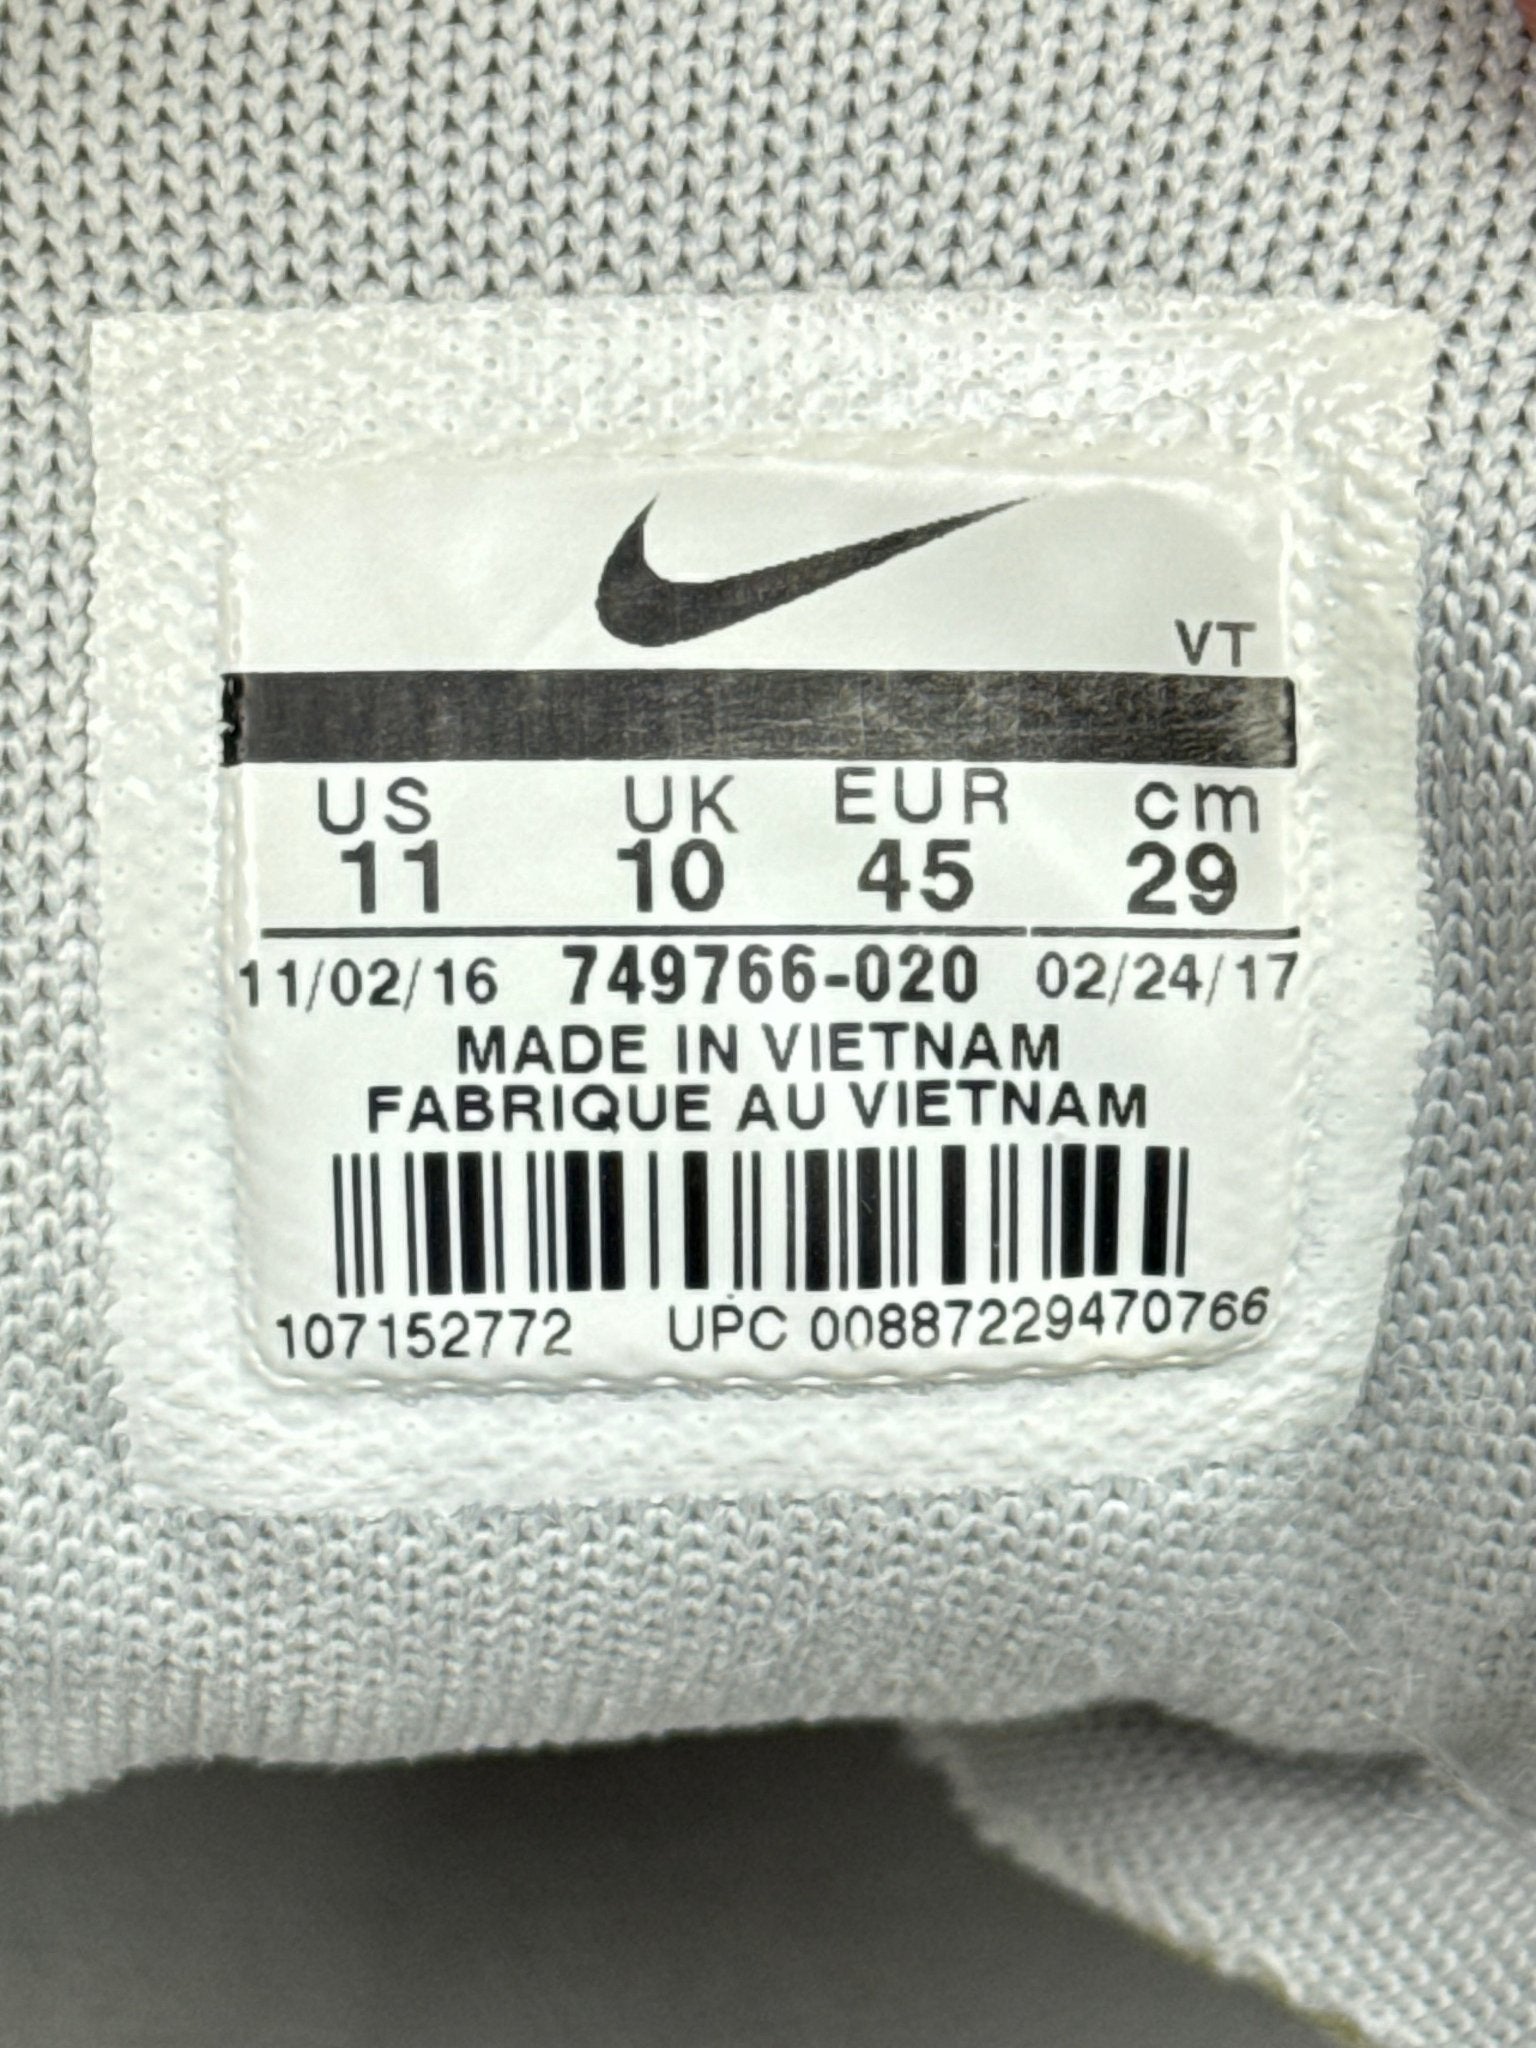 VT
US UK EUR cm
11 10 45 29
11/02/16 749766-020 02/24/17
MADE IN VIETNAM
FABRIQUE AU VIETNAM
107152772 UPC 00887229470766